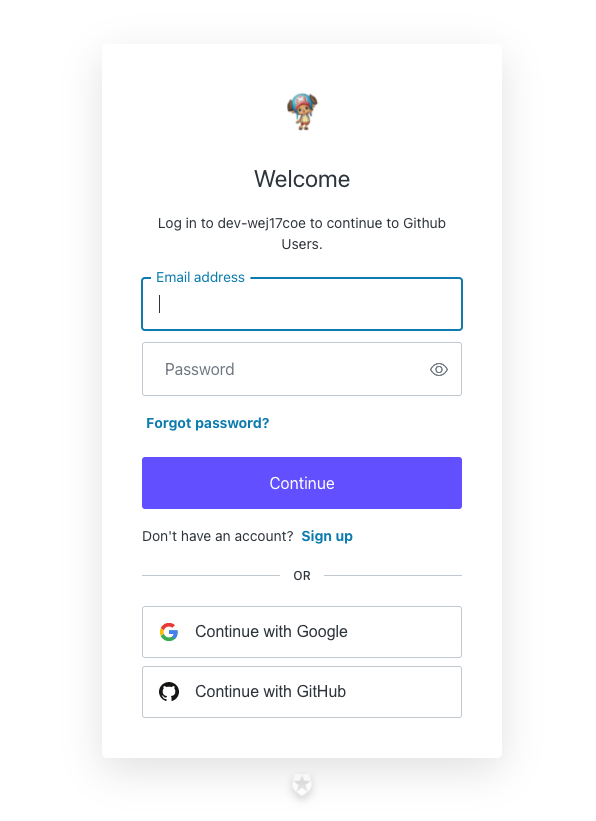 Welcome
Log in to dev-wej17coe to continue to Github
Users.
Email address
Password
Forgot password?
Continue
Don't have an account? Sign up
OR
Continue with Google
Continue with GitHub